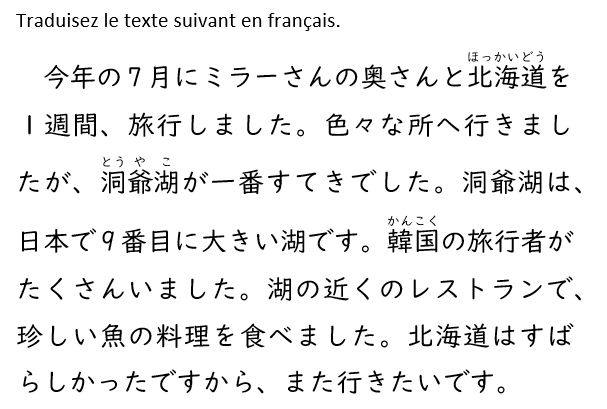 Traduisez le texte suivant en français.
ほっかいどう
今年の７月にミラーさんの奥さんと北海道を
１週間、旅行しました。色々な所へ行きまし
とうやこ
たが、洞爺湖が一番すてきでした。洞爺湖は、
かんこく
日本で９番目に大きい湖です。韓国の旅行者が
たくさんいました。湖の近くのレストランで、
珍しい魚の料理を食べました。北海道はすば
らしかったですから、また行きたいです。